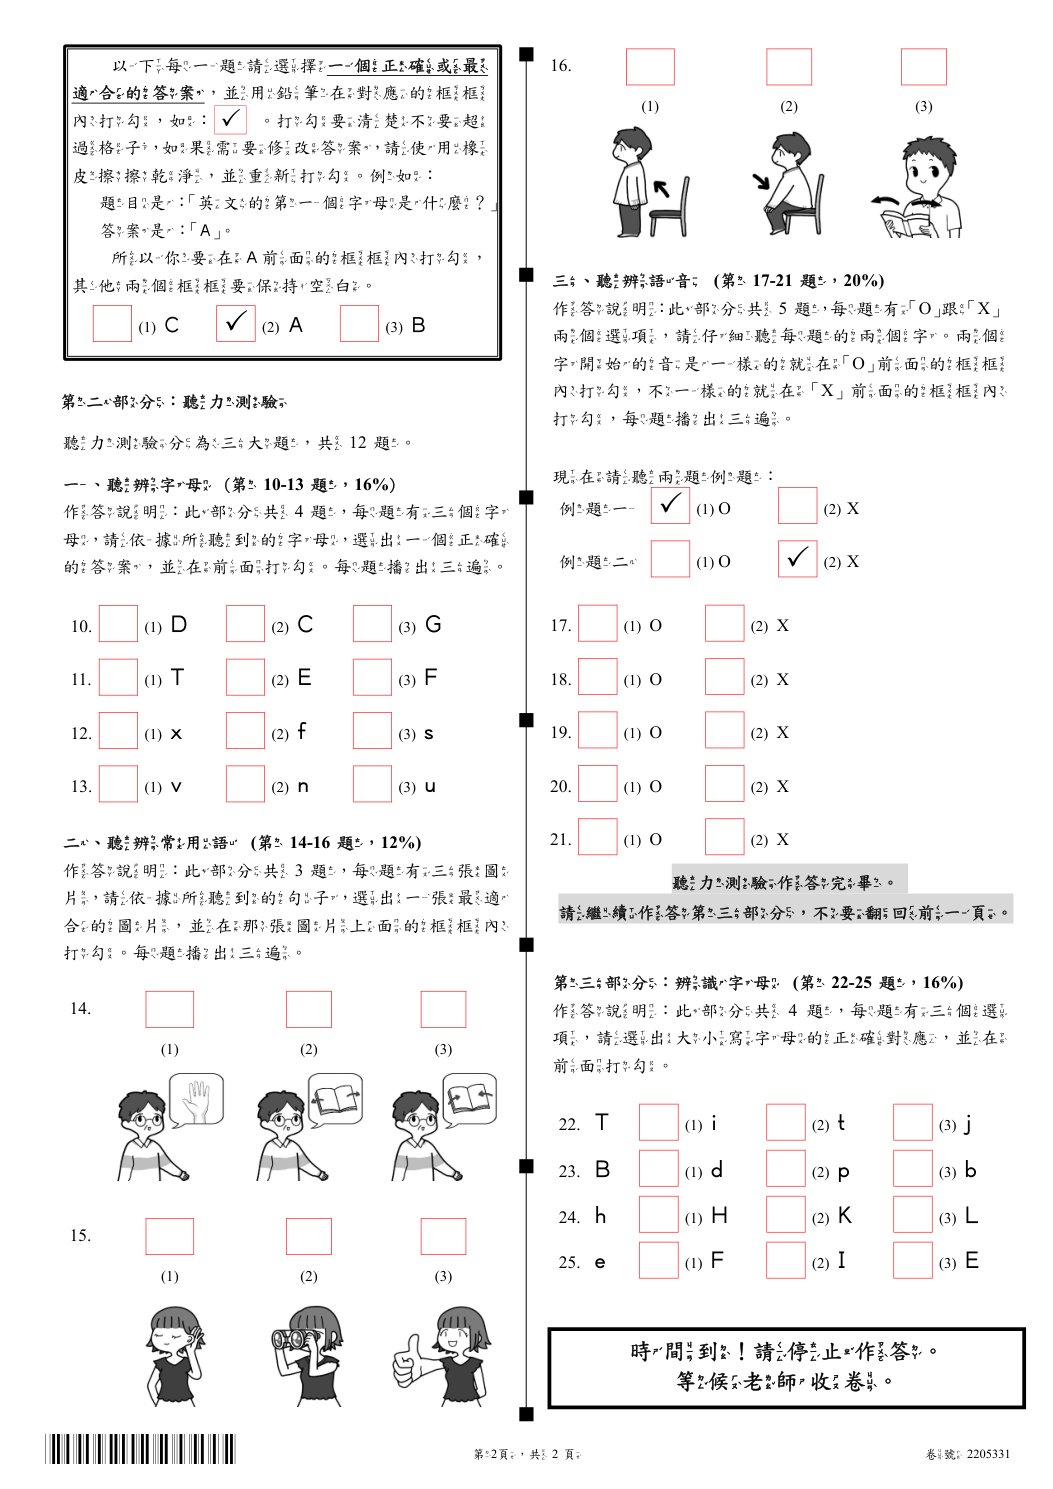 以下每一題請選擇一個正確或最
適合的答案，並用鉛筆在對應的框框
內打勾，如：✓。打勾要清楚不要超
過格子，如果需要修改答案，請使用橡
皮擦擦乾淨，並重新打勾。例如：
題目是：「英文的第一個字母是什麼？」
答案是：「A」。
所以你要在 A 前面的框框內打勾，
其他兩個框框要保持空白。
(1) C ✓ (2) A (3) B
第二部分：聽力測驗
聽力測驗分為三大題，共 12 題。
一、聽辨字母 (第 10-13 題，16%)
作答說明：此部分共 4 題，每題有三個字
母，請依據所聽到的字母，選出一個正確
的答案，並在前面打勾。每題播出三遍。
10. (1) D (2) C (3) G
11. (1) T (2) E (3) F
12. (1) x (2) f (3) s
13. (1) v (2) n (3) u
二、聽辨常用語 (第 14-16 題，12%)
作答說明：此部分共 3 題，每題有三張圖
片，請依據所聽到的句子，選出一張最適
合的圖片，並在那張圖片上面的框框內
打勾。每題播出三遍。
14.
(1) (2) (3)
15.
(1) (2) (3)
16.
(1) (2) (3)
三、聽辨語音 (第 17-21 題，20%)
作答說明：此部分共 5 題，每題有「O」跟「X」
兩個選項，請仔細聽每題的兩個字。兩個
字開始的音是一樣的就在「O」前面的框框
內打勾，不一樣的就在「X」前面的框框內
打勾，每題播出三遍。
現在請聽兩題例題：
例題一 ✓ (1) O (2) X
例題二 (1) O ✓ (2) X
17. (1) O (2) X
18. (1) O (2) X
19. (1) O (2) X
20. (1) O (2) X
21. (1) O (2) X
聽力測驗作答完畢。
請繼續作答第三部分，不要翻回前一頁。
第三部分：辨識字母 (第 22-25 題，16%)
作答說明：此部分共 4 題，每題有三個選
項，請選出大小寫字母的正確對應，並在
前面打勾。
22. T (1) i (2) t (3) j
23. B (1) d (2) p (3) b
24. h (1) H (2) K (3) L
25. e (1) F (2) I (3) E
時間到！請停止作答。
等候老師收卷。
第2頁，共 2 頁
卷號 2205331